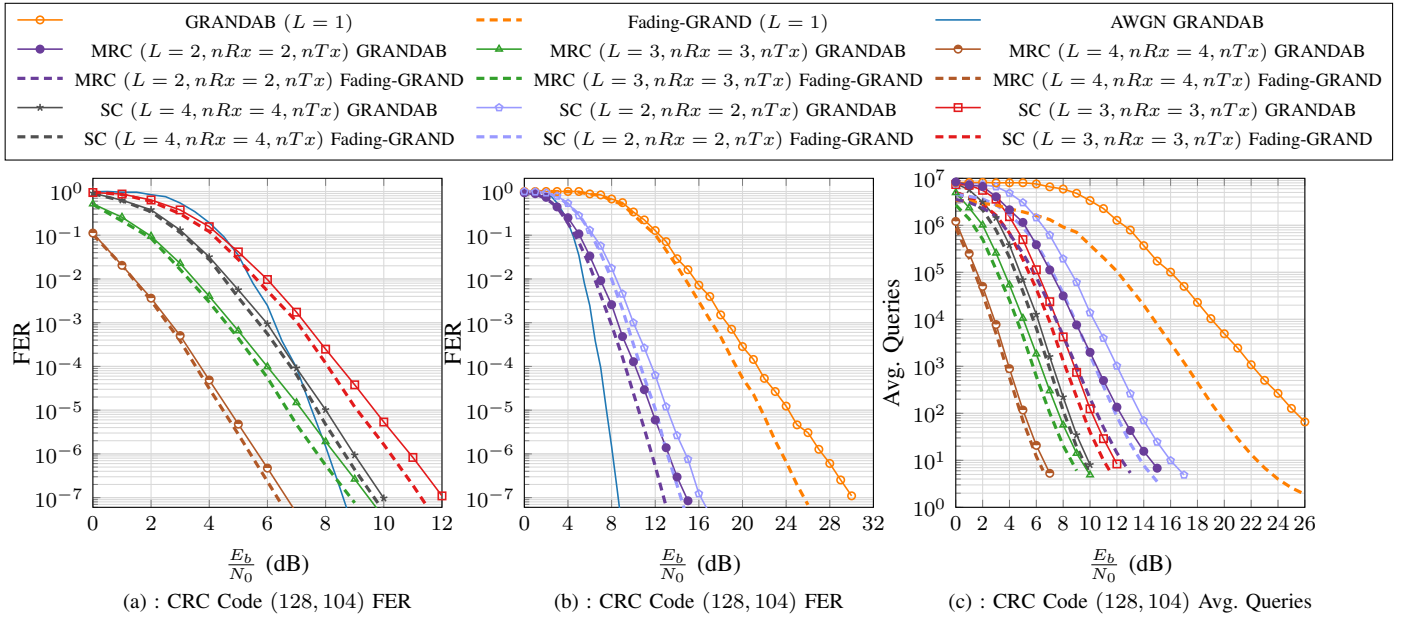 GRANDAB (L = 1) Fading-GRAND (L = 1) AWGN GRANDAB
MRC (L = 2, nRx = 2, nTx) GRANDAB MRC (L = 3, nRx = 3, nTx) GRANDAB MRC (L = 4, nRx = 4, nTx) GRANDAB
MRC (L = 2, nRx = 2, nTx) Fading-GRAND MRC (L = 3, nRx = 3, nTx) Fading-GRAND MRC (L = 4, nRx = 4, nTx) Fading-GRAND
SC (L = 4, nRx = 4, nTx) GRANDAB SC (L = 2, nRx = 2, nTx) GRANDAB SC (L = 3, nRx = 3, nTx) GRANDAB
SC (L = 4, nRx = 4, nTx) Fading-GRAND SC (L = 2, nRx = 2, nTx) Fading-GRAND SC (L = 3, nRx = 3, nTx) Fading-GRAND
FER
10^0
10^−1
10^−2
10^−3
10^−4
10^−5
10^−6
10^−7
0 2 4 6 8 10 12
E_b/N_0 (dB)
(a) : CRC Code (128, 104) FER
FER
10^0
10^−1
10^−2
10^−3
10^−4
10^−5
10^−6
10^−7
0 4 8 12 16 20 24 28 32
E_b/N_0 (dB)
(b) : CRC Code (128, 104) FER
Avg. Queries
10^7
10^6
10^5
10^4
10^3
10^2
10^1
10^0
0 2 4 6 8 10 12 14 16 18 20 22 24 26
E_b/N_0 (dB)
(c) : CRC Code (128, 104) Avg. Queries